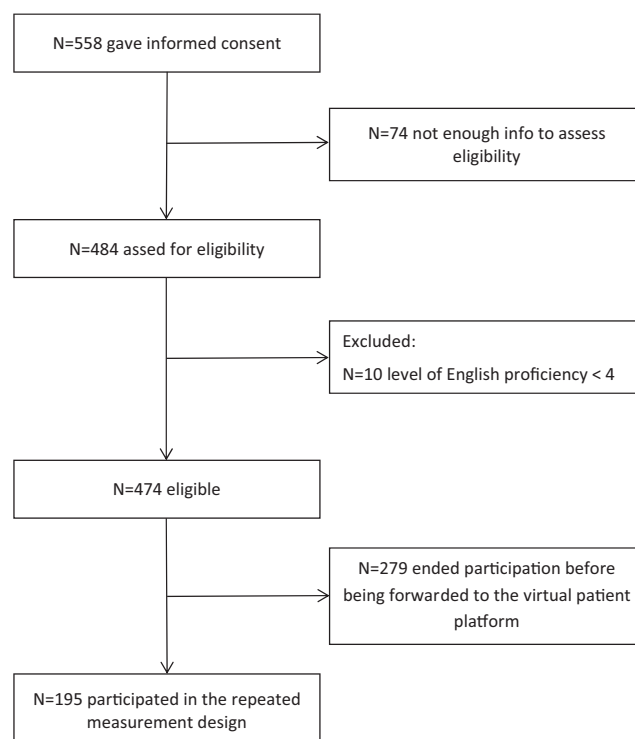 N=558 gave informed consent
N=74 not enough info to assess
eligibility
N=484 assed for eligibility
Excluded:
N=10 level of English proficiency < 4
N=474 eligible
N=279 ended participation before
being forwarded to the virtual patient
platform
N=195 participated in the repeated
measurement design